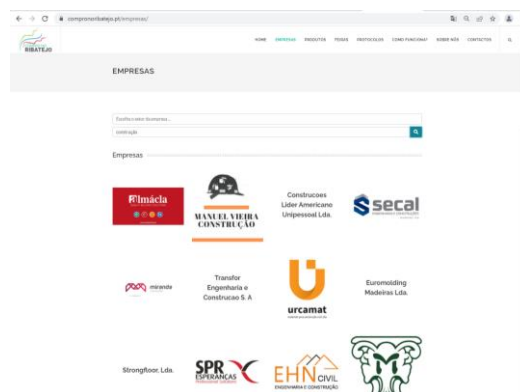 compronoribatejo.pt/empresas/
RIBATEJO
HOME EMPRESAS PRODUTOS FEIRAS PROTOCOLOS COMO FUNCIONA? SOBRE NÓS CONTACTOS
EMPRESAS
construção
Empresas
MANUEL VIEIRA
CONSTRUÇÃO
Construcoes
Lider Americano
Unipessoal Lda.
secal
miranda
Transfor
Engenharia e
Construcao S. A
urcamat
Euromolding
Madeiras Lda.
Strongfloor, Lda.
SPR
ESPERANÇAS
EHN CIVIL
ENGENHARIA E CONSTRUÇÃO